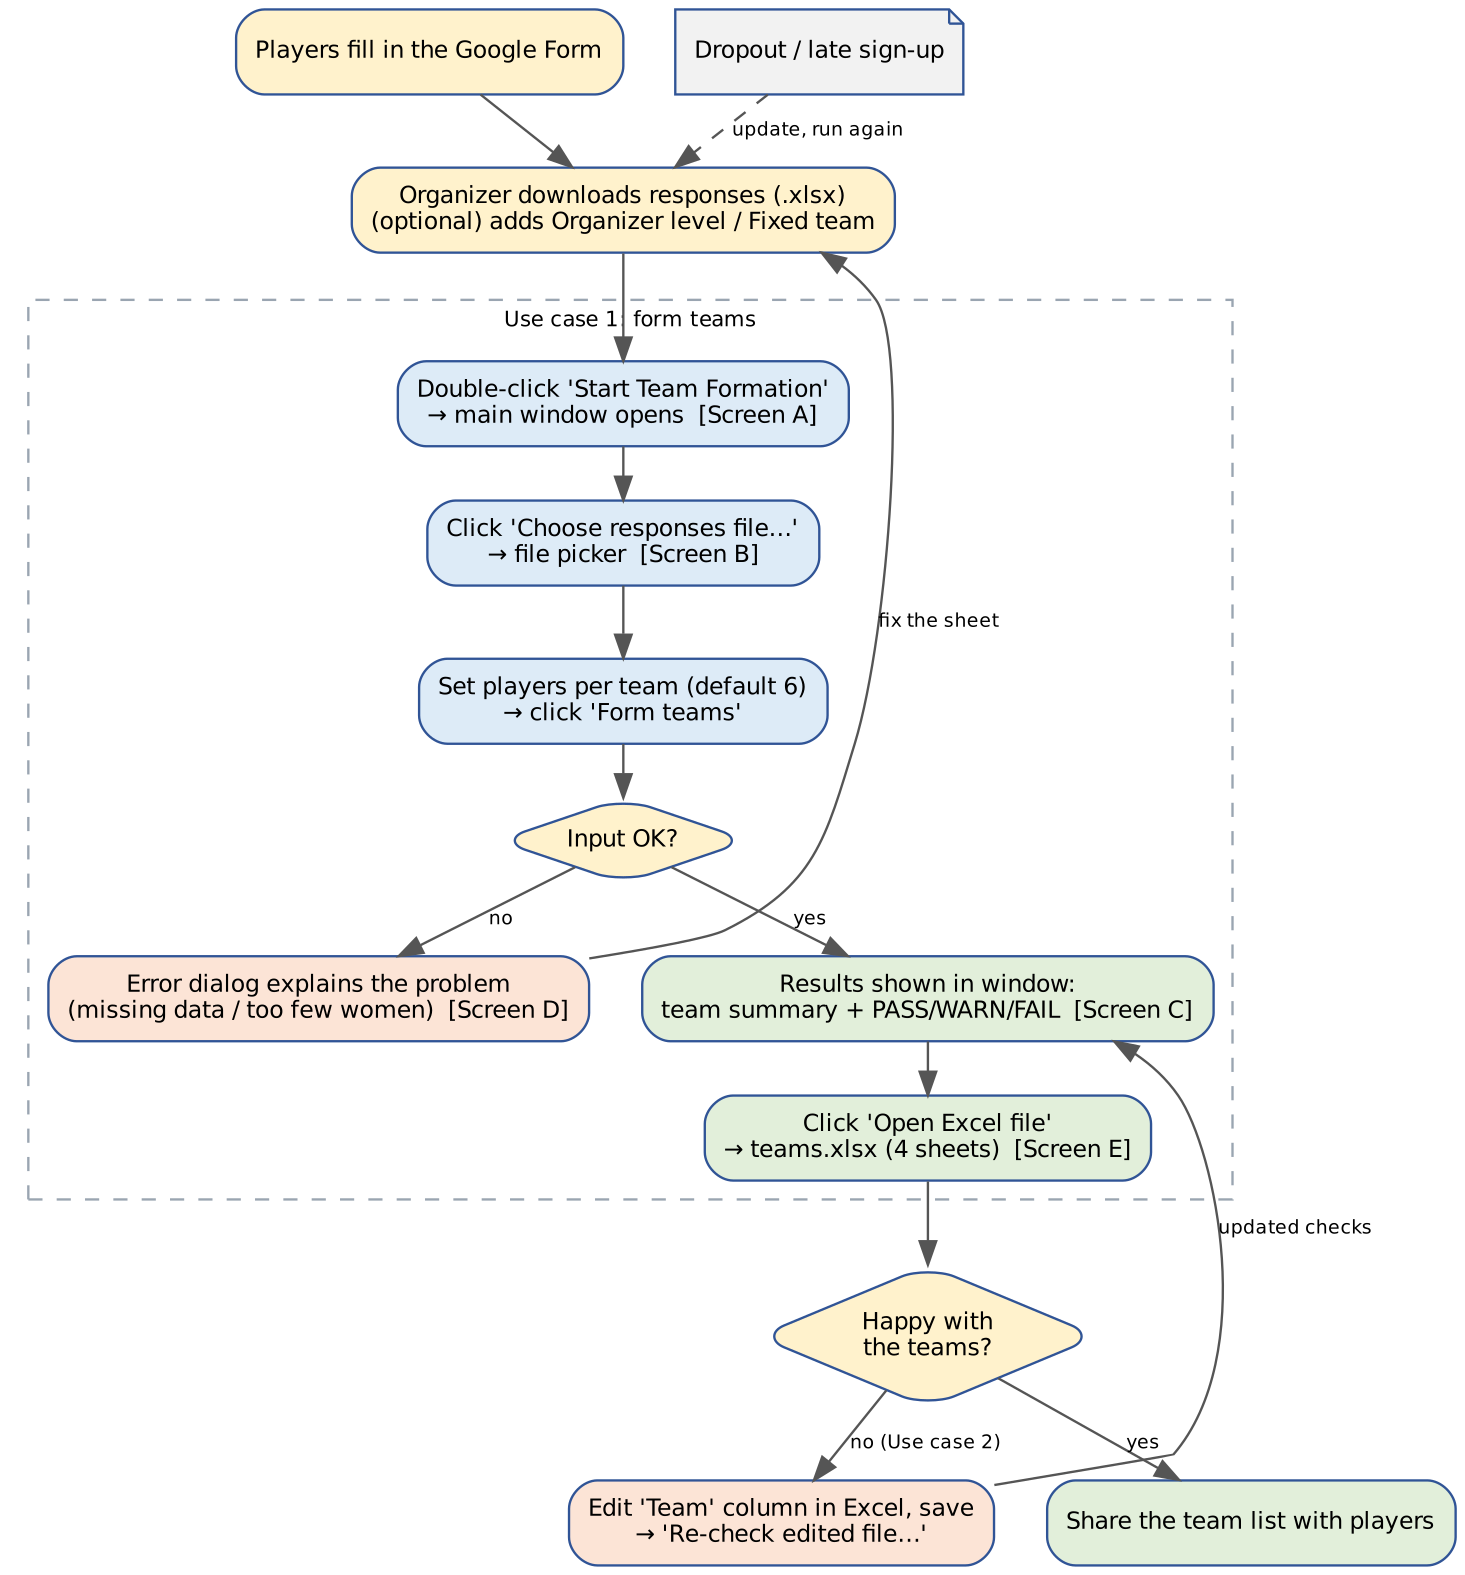 Players fill in the Google Form
Dropout / late sign-up
update, run again
Organizer downloads responses (.xlsx)
(optional) adds Organizer level / Fixed team
Use case 1: form teams
Double-click 'Start Team Formation'
→ main window opens  [Screen A]
Click 'Choose responses file...'
→ file picker  [Screen B]
fix the sheet
Set players per team (default 6)
→ click 'Form teams'
Input OK?
no
yes
Error dialog explains the problem
(missing data / too few women)  [Screen D]
Results shown in window:
team summary + PASS/WARN/FAIL  [Screen C]
Click 'Open Excel file'
→ teams.xlsx (4 sheets)  [Screen E]
updated checks
Happy with
the teams?
no (Use case 2)
yes
Edit 'Team' column in Excel, save
→ 'Re-check edited file...'
Share the team list with players